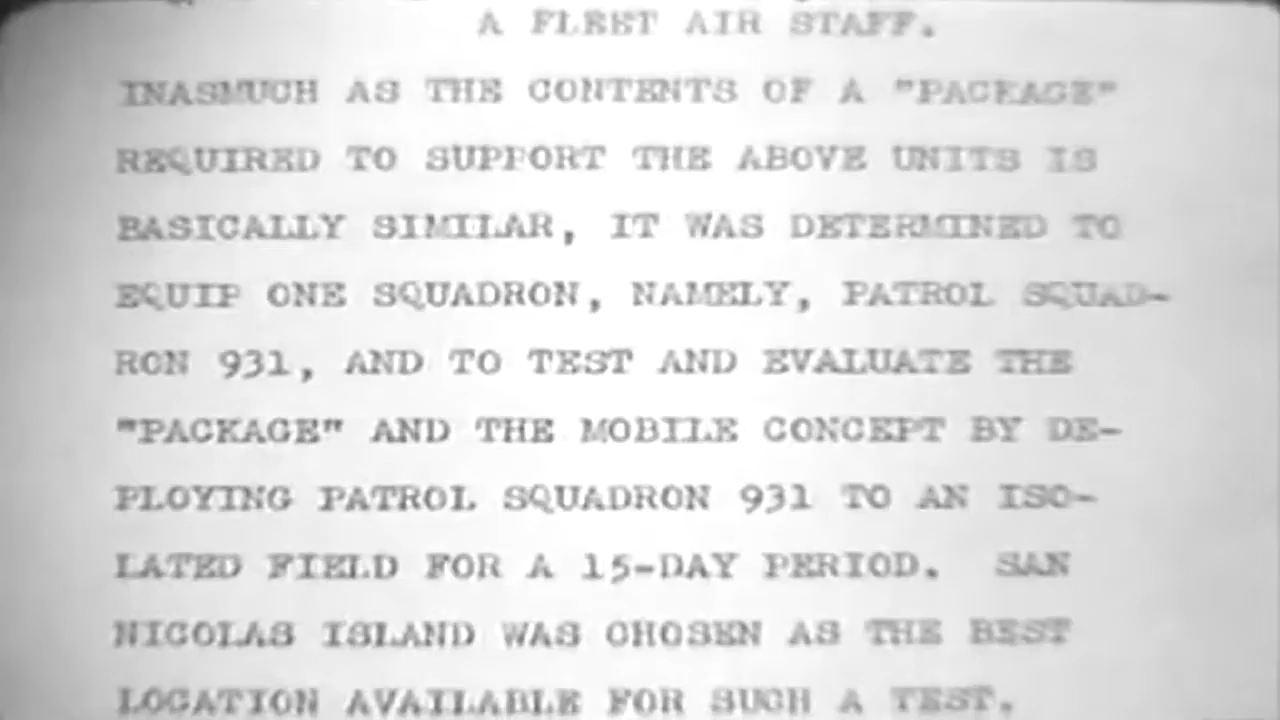 A FLEET AIR STAFF.
INASMUCH AS THE CONTENTS OF A "PACKAGE"
REQUIRED TO SUPPORT THE ABOVE UNITS IS
BASICALLY SIMILAR, IT WAS DETERMINED TO
EQUIP ONE SQUADRON, NAMELY, PATROL SQUAD-
RON 931, AND TO TEST AND EVALUATE THE
"PACKAGE" AND THE MOBILE CONCEPT BY DE-
PLOYING PATROL SQUADRON 931 TO AN ISO-
LATED FIELD FOR A 15-DAY PERIOD. SAN
NICOLAS ISLAND WAS CHOSEN AS THE BEST
LOCATION AVAILABLE FOR SUCH A TEST.